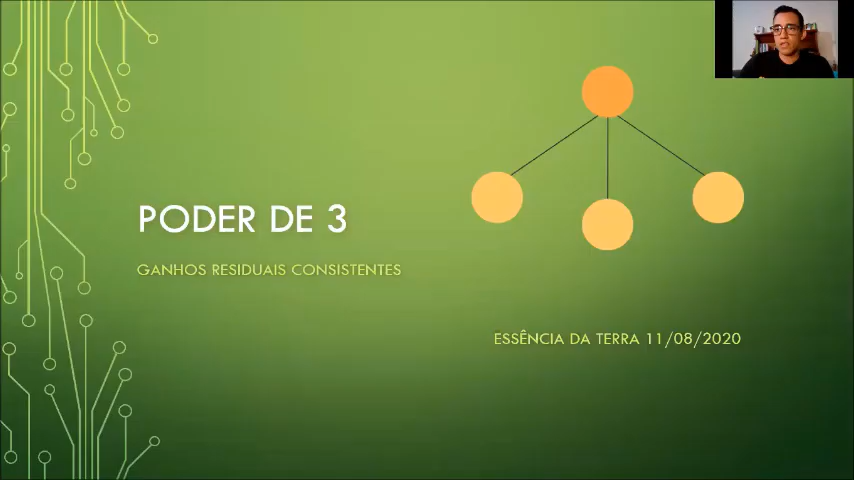 PODER DE 3
GANHOS RESIDUAIS CONSISTENTES
ESSÊNCIA DA TERRA 11/08/2020